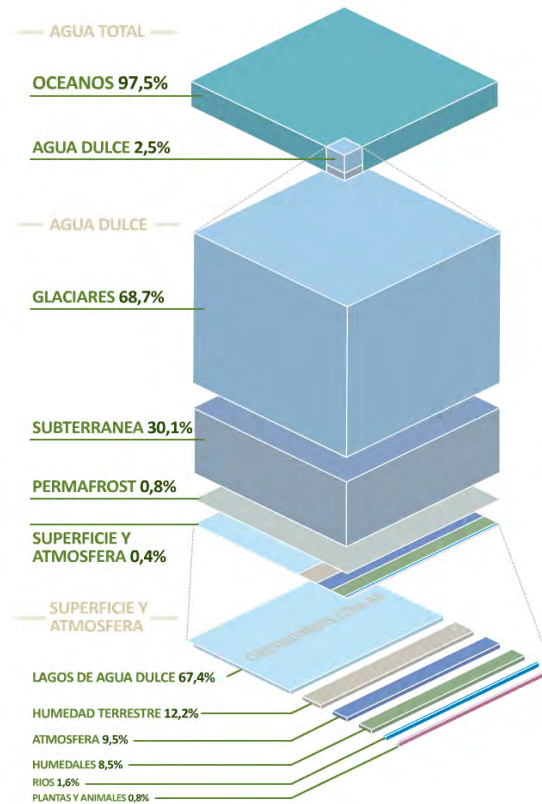 AGUA TOTAL
OCEANOS 97,5%
AGUA DULCE 2,5%
AGUA DULCE
GLACIARES 68,7%
SUBTERRANEA 30,1%
PERMAFROST 0,8%
SUPERFICIE Y
ATMOSFERA 0,4%
SUPERFICIE Y
ATMOSFERA
LAGOS DE AGUA DULCE 67,4%
HUMEDAD TERRESTRE 12,2%
ATMOSFERA 9,5%
HUMEDALES 8,5%
RIOS 1,6%
PLANTAS Y ANIMALES 0,8%